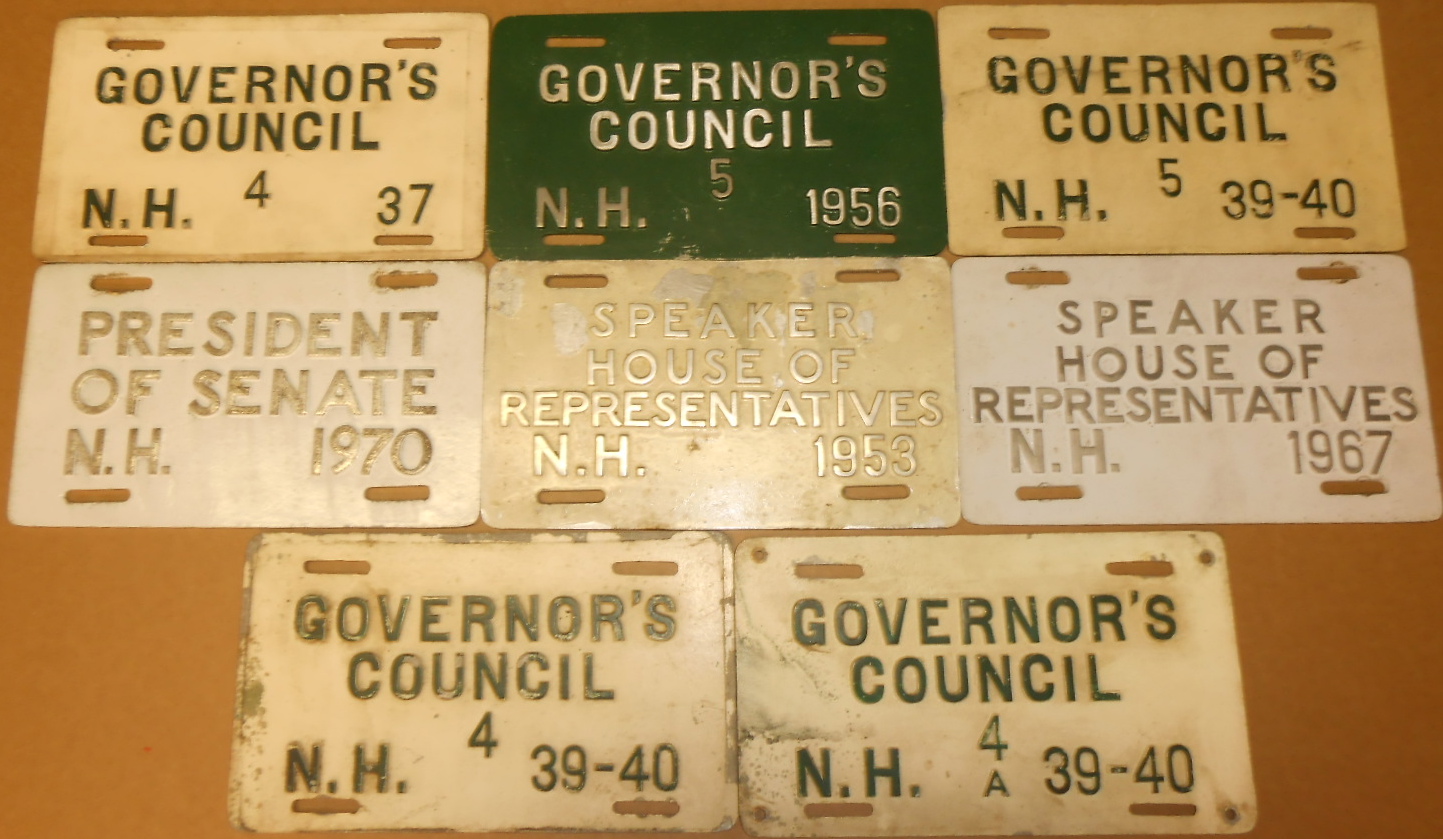 GOVERNOR'S
COUNCIL
4
N.H. 37
GOVERNOR'S
COUNCIL
5
N.H. 1956
GOVERNOR'S
COUNCIL
5
N.H. 39-40
PRESIDENT
OF SENATE
N.H. 1970
SPEAKER
HOUSE OF
REPRESENTATIVES
N.H. 1953
SPEAKER
HOUSE OF
REPRESENTATIVES
N.H. 1967
GOVERNOR'S
COUNCIL
4
N.H. 39-40
GOVERNOR'S
COUNCIL
4
N.H. A 39-40